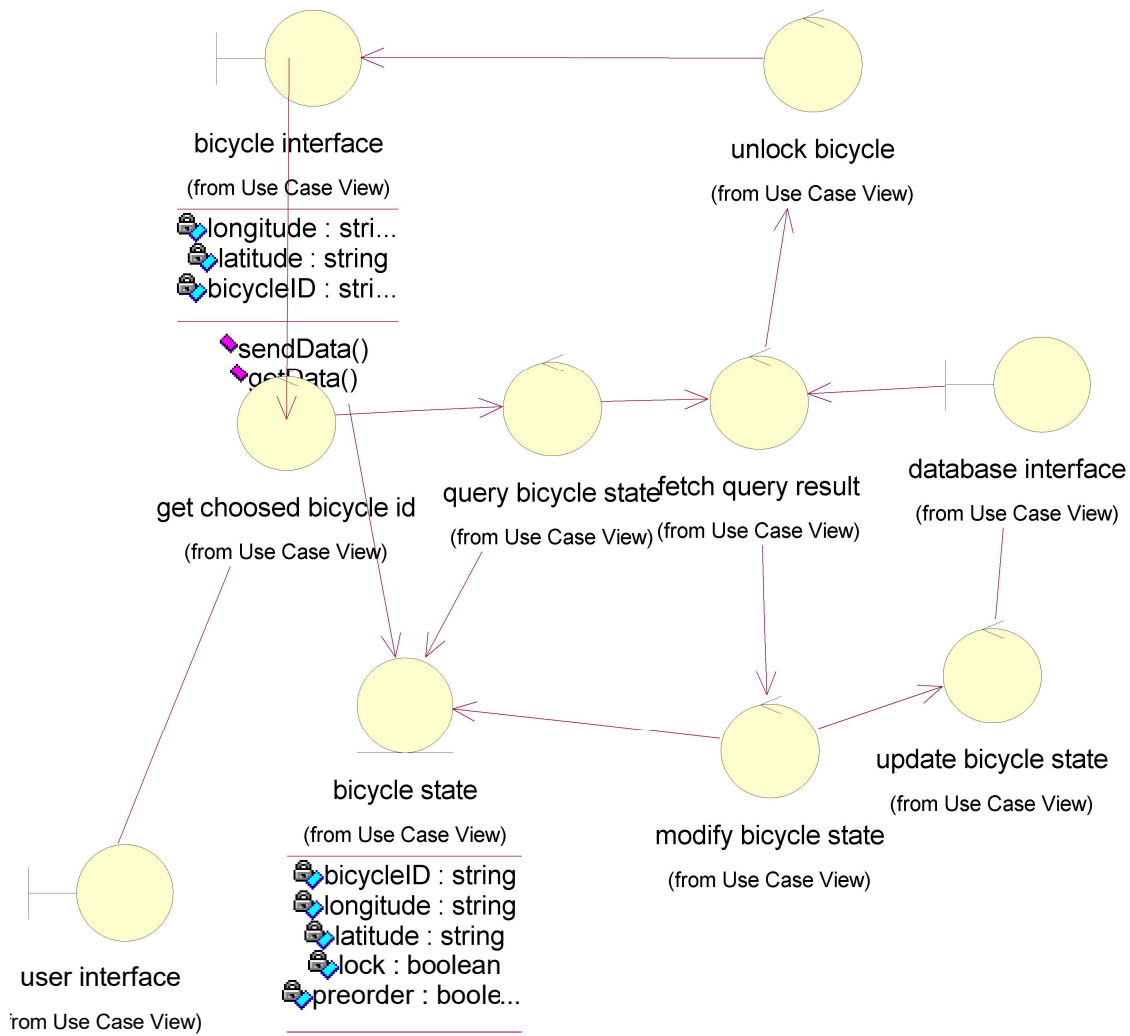 bicycle interface
(from Use Case View)
longitude : stri...
latitude : string
bicycleID : stri...
sendData()
getData()
unlock bicycle
(from Use Case View)
get choosed bicycle id
(from Use Case View)
query bicycle state
(from Use Case View)
fetch query result
(from Use Case View)
database interface
(from Use Case View)
bicycle state
(from Use Case View)
bicycleID : string
longitude : string
latitude : string
lock : boolean
preorder : boole...
modify bicycle state
(from Use Case View)
update bicycle state
(from Use Case View)
user interface
from Use Case View)